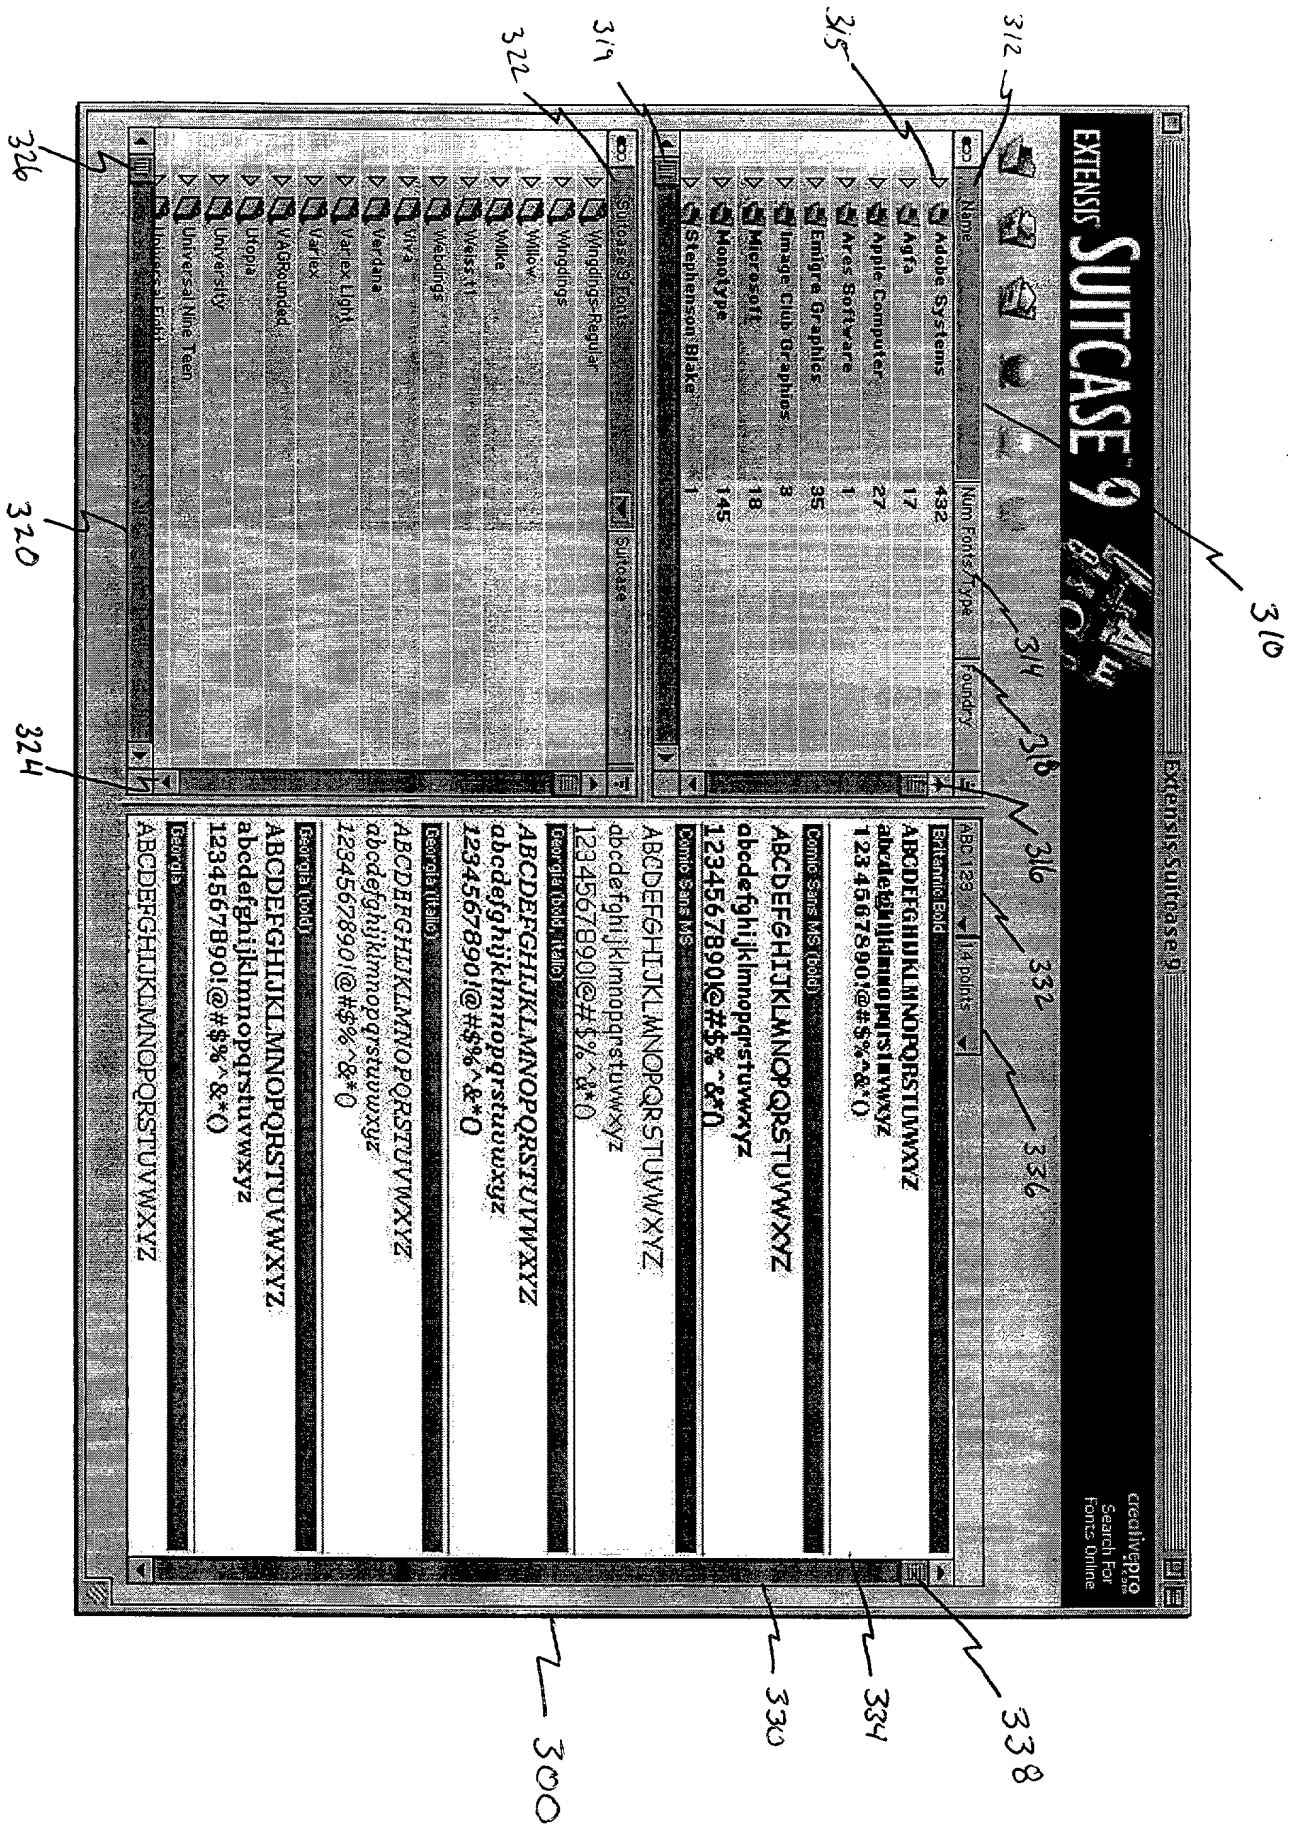 Extensis Suitcase 9
EXTENSIS SUITCASE™ 9
creativepro
.com
Search For
Fonts Online
Name
Num Fonts/Type
Foundry
Adobe Systems 432
Agfa 17
Apple Computer 27
Ares Software 1
Emigre Graphics 35
Image Club Graphics 3
Microsoft 18
Monotype 145
Stephenson Blake 1
Suitcase 9 Fonts
Suitcase
Wingdings-Regular
Wingdings
Willow
Wike
Webdings
Viva
Verdana
Variex Light
Variex
VAGRounded
Utopia
University
Universal Nine Teen
Universal Eight
ABC 123
14 points
Britannic Bold
ABCDEFGHIJKLMNOPQRSTUVWXYZ
abcdefghijklmnopqrstuvwxyz
1234567890!@#$%^&*()
Comic Sans MS (bold)
ABCDEFGHIJKLMNOPQRSTUVWXYZ
abcdefghijklmnopqrstuvwxyz
1234567890!@#$%^&*()
Comic Sans MS
ABCDEFGHIJKLMNOPQRSTUVWXYZ
abcdefghijklmnopqrstuvwxyz
1234567890!@#$%^&*()
Georgia (bold, italic)
ABCDEFGHIJKLMNOPQRSTUVWXYZ
abcdefghijklmnopqrstuvwxyz
1234567890!@#$%^&*()
Georgia (italic)
ABCDEFGHIJKLMNOPQRSTUVWXYZ
abcdefghijklmnopqrstuvwxyz
1234567890!@#$%^&*()
Georgia (bold)
ABCDEFGHIJKLMNOPQRSTUVWXYZ
abcdefghijklmnopqrstuvwxyz
1234567890!@#$%^&*()
Georgia
ABCDEFGHIJKLMNOPQRSTUVWXYZ
310
312
315
319
322
326
314
318
316
332
336
338
334
330
300
320
324